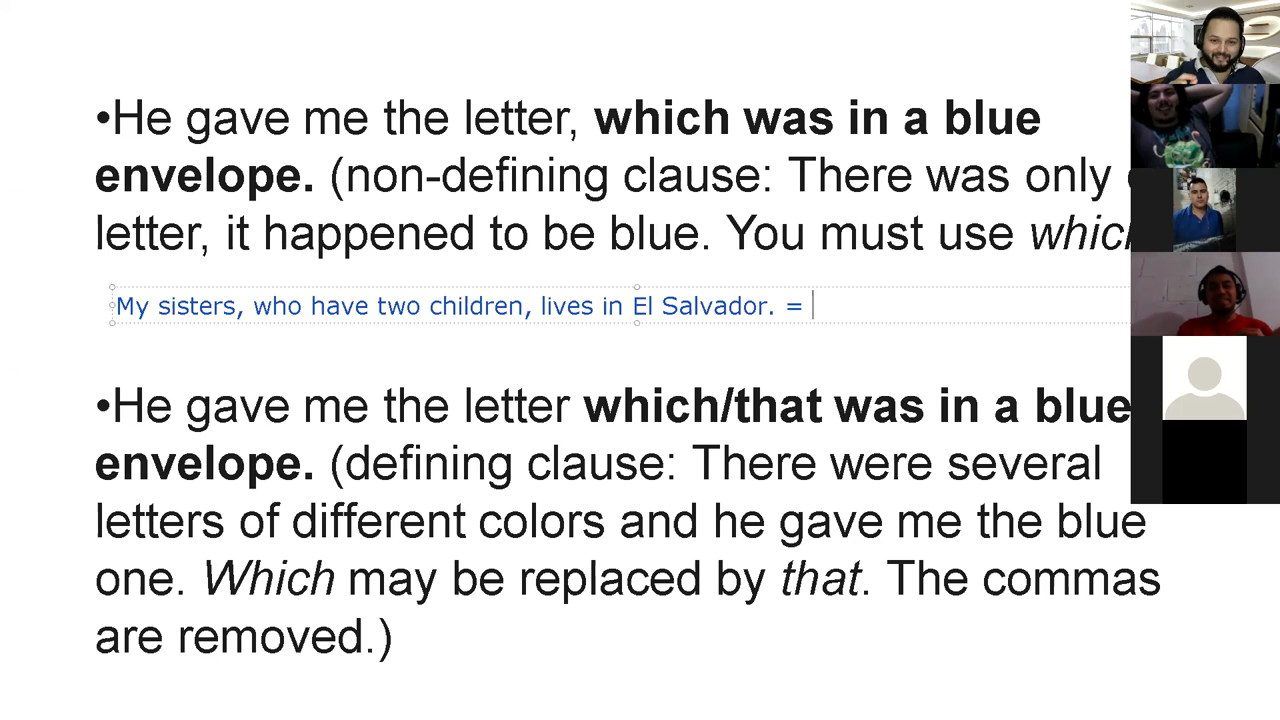 •He gave me the letter, which was in a blue
envelope. (non-defining clause: There was only
letter, it happened to be blue. You must use
My sisters, who have two children, lives in El Salvador. =
•He gave me the letter which/that was in a blue
envelope. (defining clause: There were several
letters of different colors and he gave me the blue
one. Which may be replaced by that. The commas
are removed.)